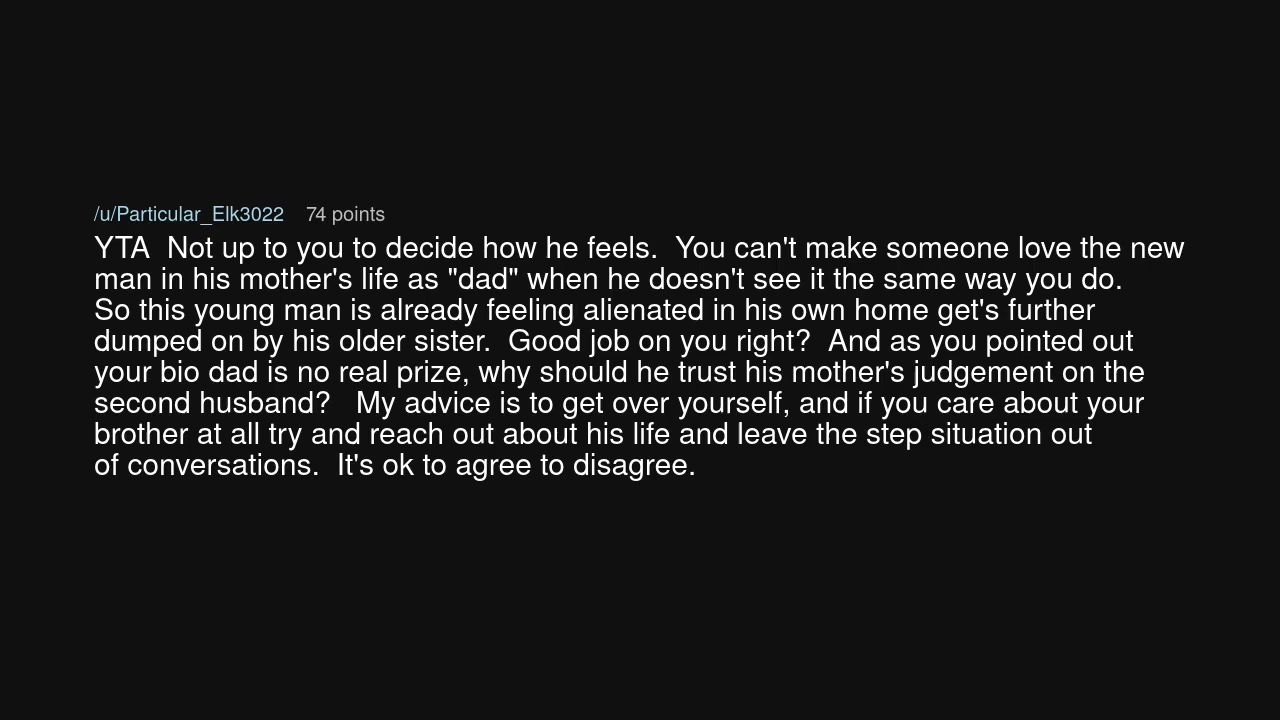 /u/Particular_Elk3022 74 points
YTA  Not up to you to decide how he feels.  You can't make someone love the new
man in his mother's life as "dad" when he doesn't see it the same way you do.
So this young man is already feeling alienated in his own home get's further
dumped on by his older sister.  Good job on you right?  And as you pointed out
your bio dad is no real prize, why should he trust his mother's judgement on the
second husband?   My advice is to get over yourself, and if you care about your
brother at all try and reach out about his life and leave the step situation out
of conversations.  It's ok to agree to disagree.